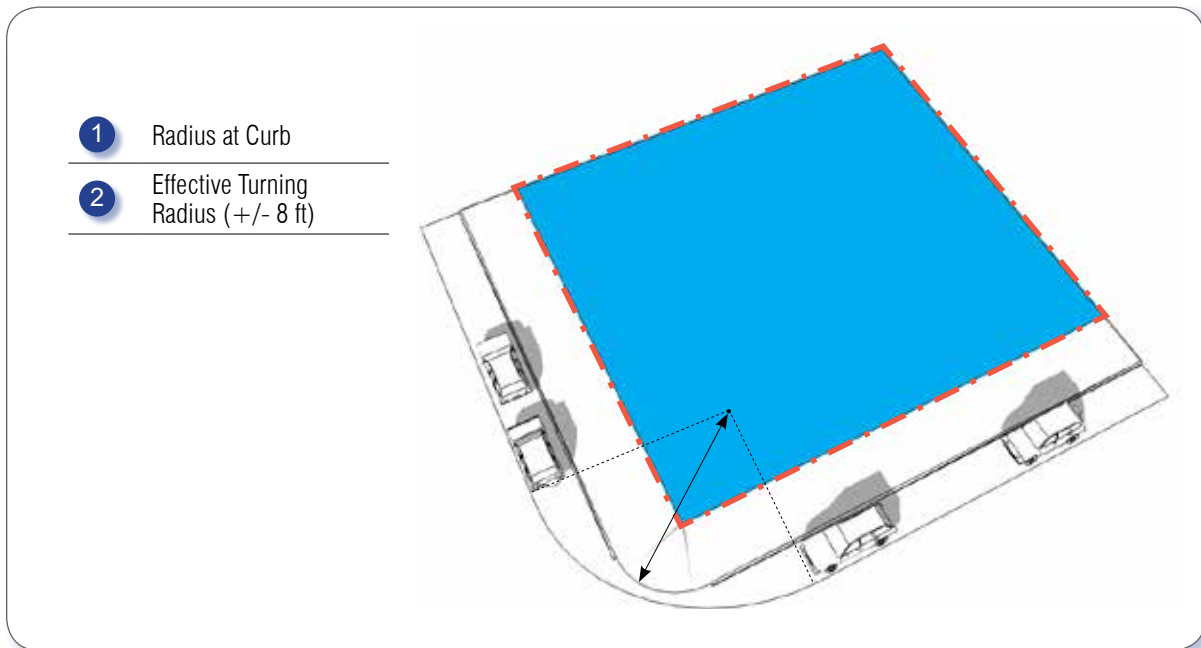 1 Radius at Curb
2 Effective Turning
Radius (+/- 8 ft)